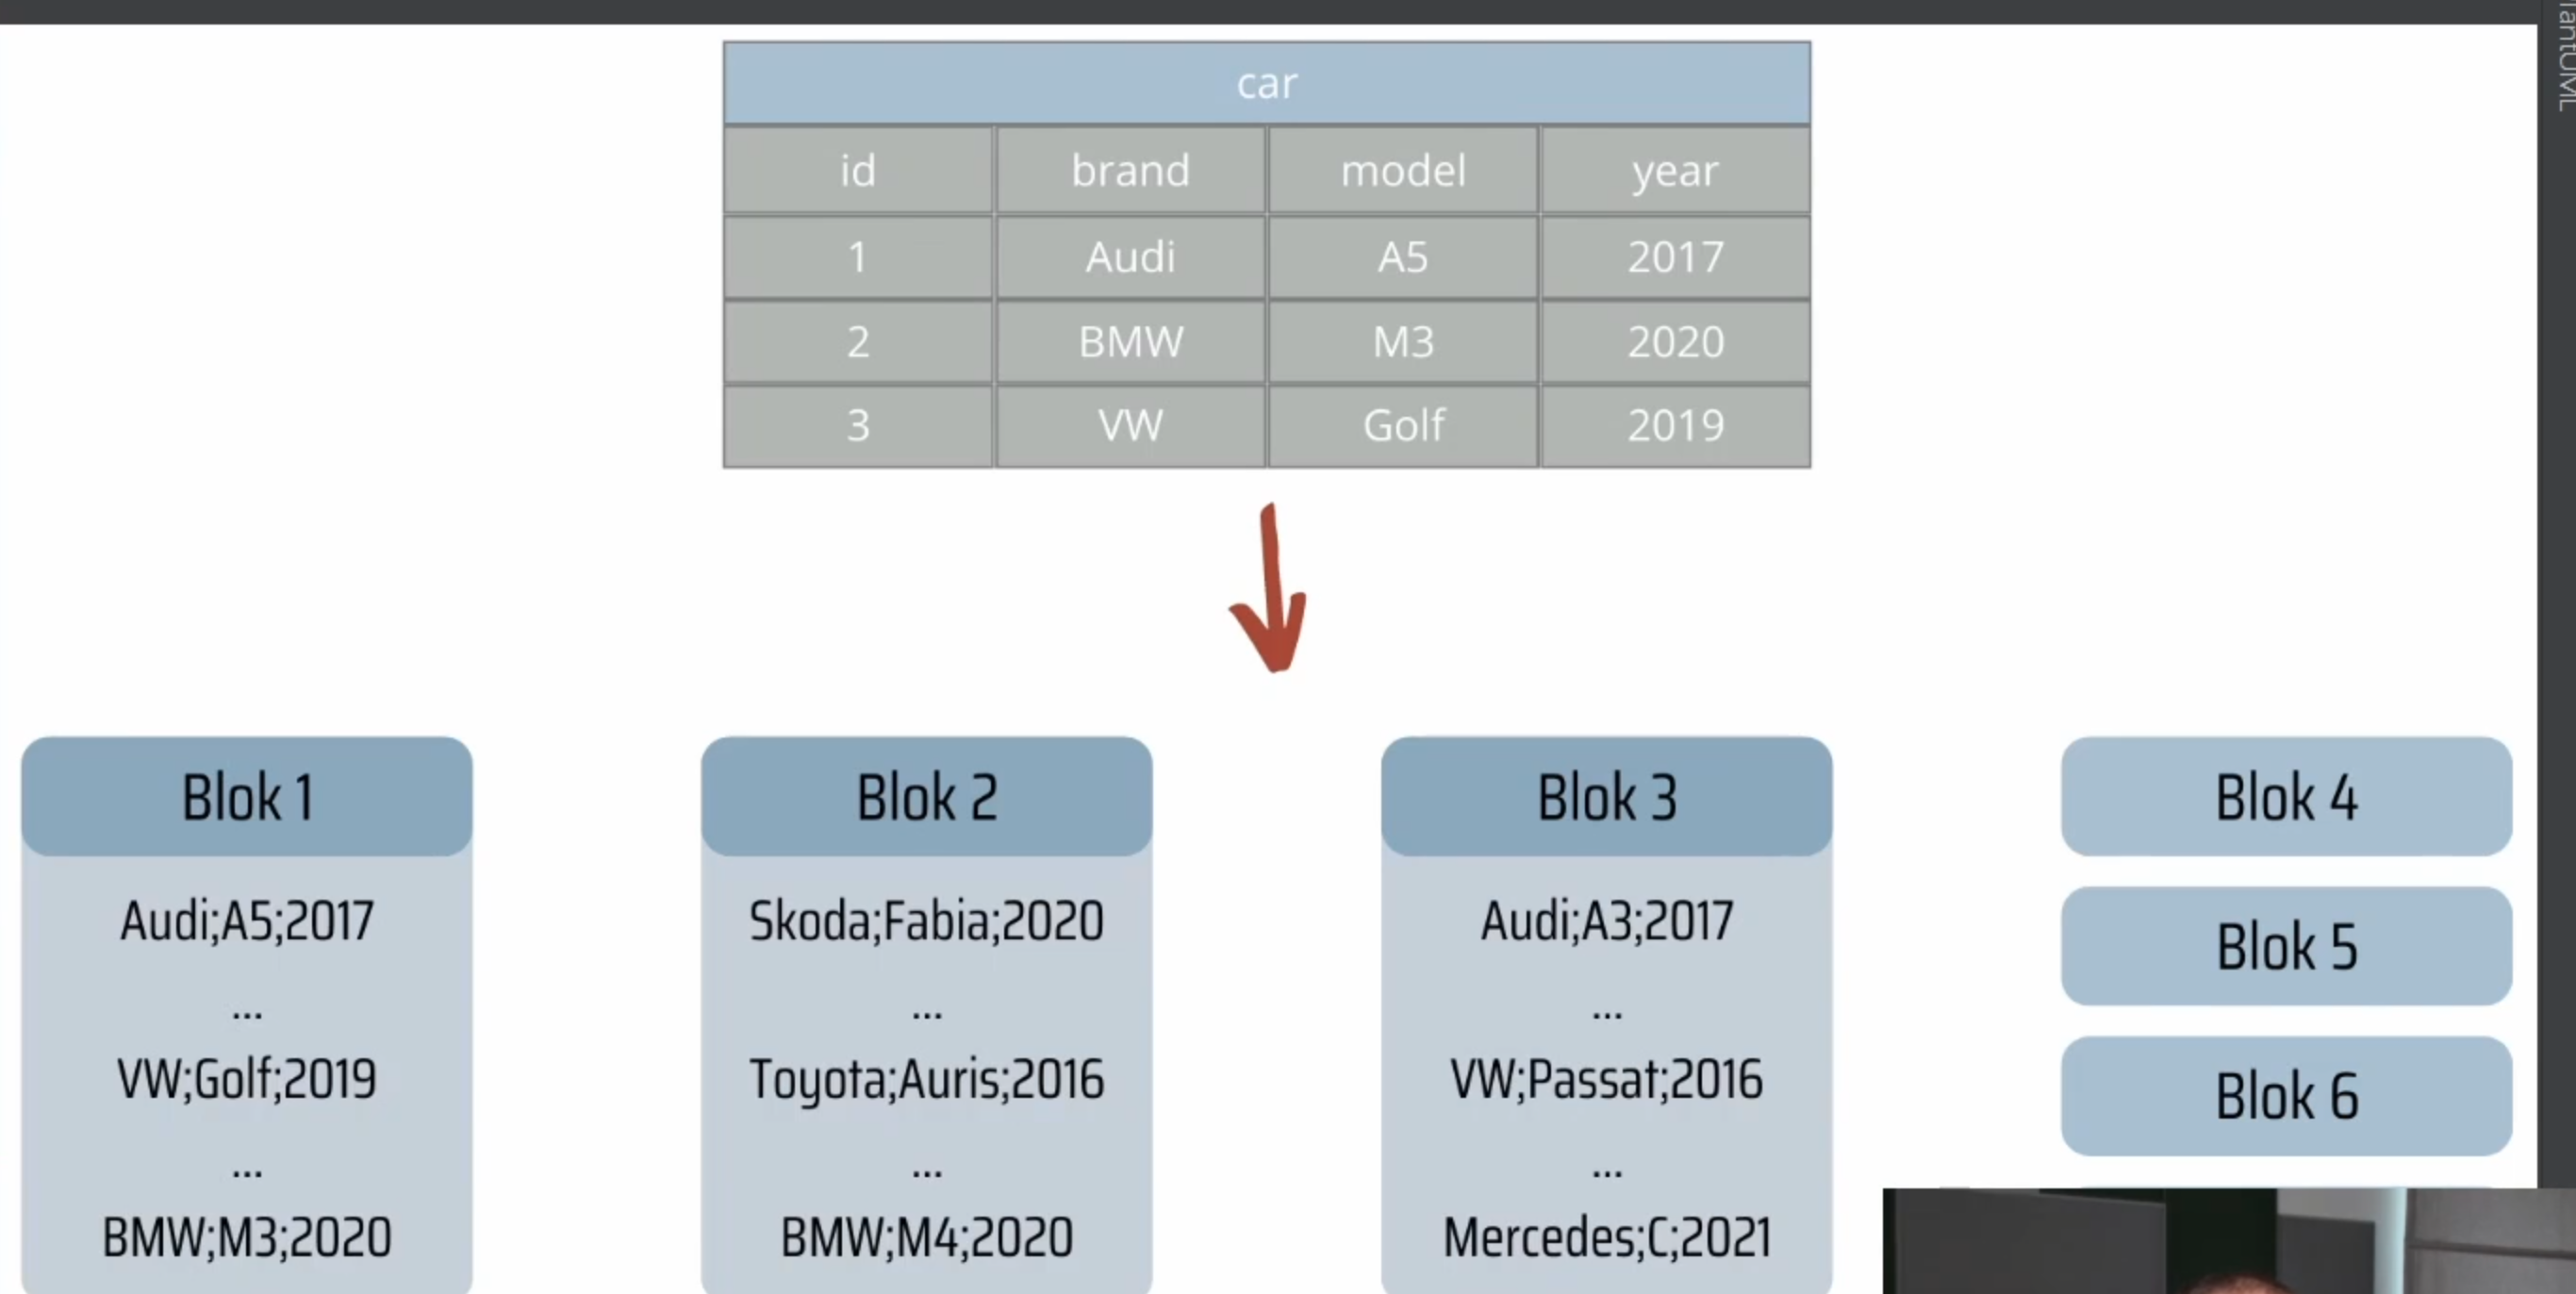 car
id brand model year
1 Audi A5 2017
2 BMW M3 2020
3 VW Golf 2019
Blok 1
Audi;A5;2017
...
VW;Golf;2019
...
BMW;M3;2020
Blok 2
Skoda;Fabia;2020
...
Toyota;Auris;2016
...
BMW;M4;2020
Blok 3
Audi;A3;2017
...
VW;Passat;2016
...
Mercedes;C;2021
Blok 4
Blok 5
Blok 6